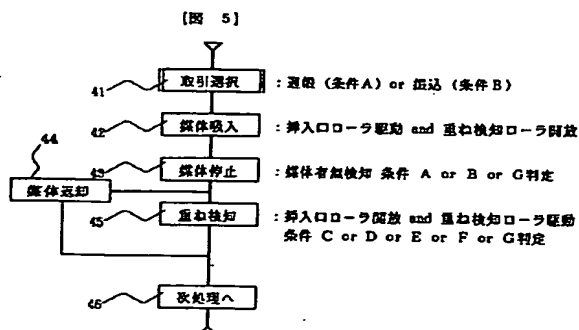 [図 5]
41 取引選択 : 通帳 (条件A) or 振込 (条件B)
42 媒体吸入 : 挿入口ローラ駆動 and 重ね検知ローラ開放
43 媒体停止 : 媒体有無検知 条件 A or B or G判定
44
媒体返却
45 重ね検知 : 挿入口ローラ開放 and 重ね検知ローラ駆動
条件 C or D or E or F or G判定
46 次処理へ